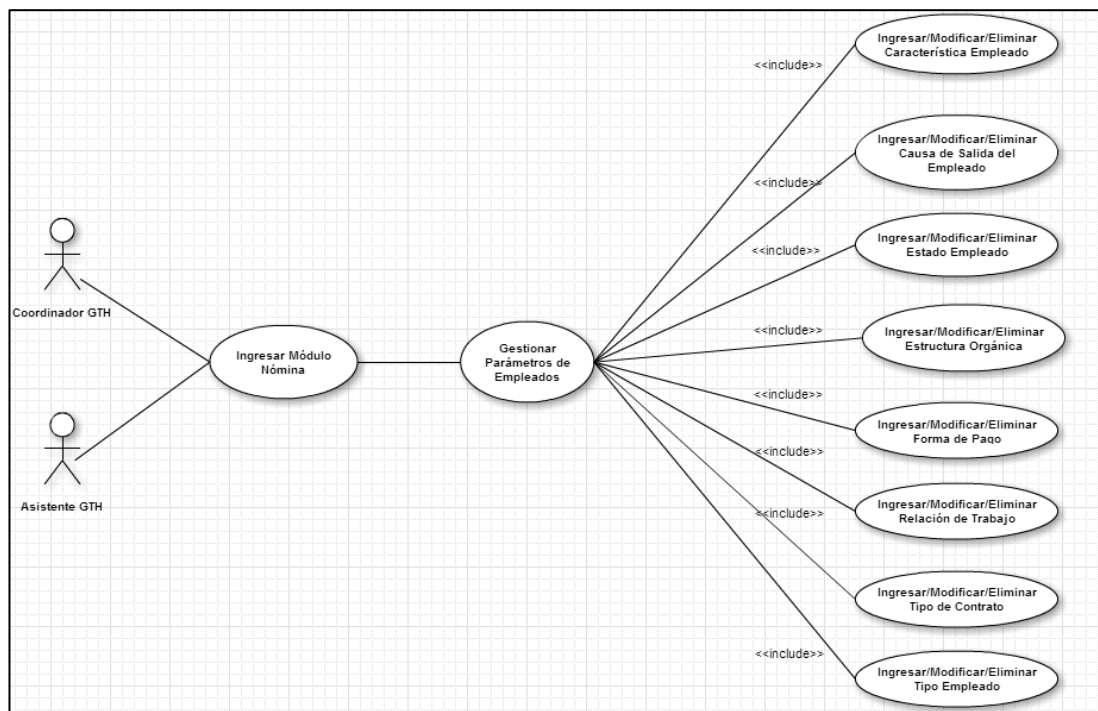 Ingresar/Modificar/Eliminar
Característica Empleado
<<include>>
Ingresar/Modificar/Eliminar
Causa de Salida del
Empleado
<<include>>
Ingresar/Modificar/Eliminar
Estado Empleado
<<include>>
Coordinador GTH
Ingresar/Modificar/Eliminar
Estructura Orgánica
<<include>>
Ingresar Módulo
Nómina
Gestionar
Parámetros de
Empleados
<<include>>
Ingresar/Modificar/Eliminar
Forma de Pago
<<include>>
Ingresar/Modificar/Eliminar
Relación de Trabajo
Asistente GTH
<<include>>
Ingresar/Modificar/Eliminar
Tipo de Contrato
<<include>>
Ingresar/Modificar/Eliminar
Tipo Empleado